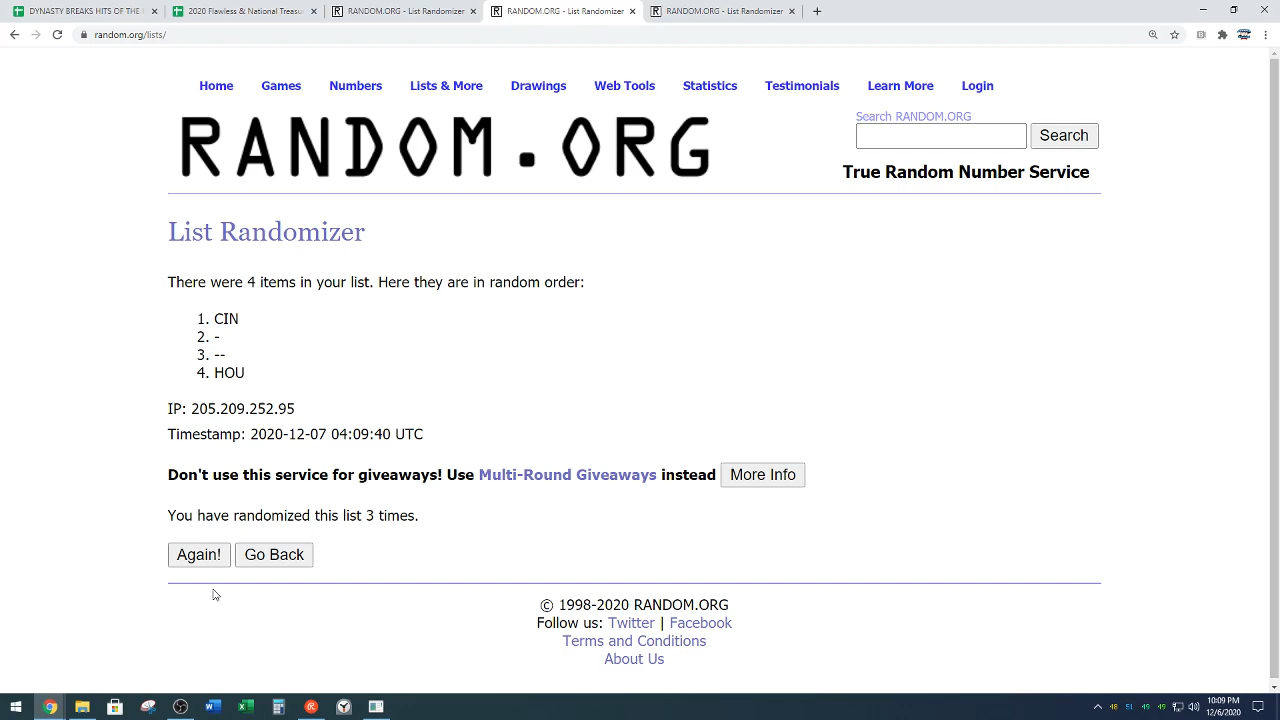 DYNASTY BREAKS HITS OF THE
2020 Flawless & National Treasu
RANDOM.ORG - List Randomizer
RANDOM.ORG - List Randomizer
RANDOM.ORG - List Randomizer
random.org/lists/
Home Games Numbers Lists & More Drawings Web Tools Statistics Testimonials Learn More Login
RANDOM.ORG
Search RANDOM.ORG
Search
True Random Number Service
List Randomizer
There were 4 items in your list. Here they are in random order:
1. CIN
2. -
3. --
4. HOU
IP: 205.209.252.95
Timestamp: 2020-12-07 04:09:40 UTC
Don't use this service for giveaways! Use Multi-Round Giveaways instead More Info
You have randomized this list 3 times.
Again! Go Back
© 1998-2020 RANDOM.ORG
Follow us: Twitter | Facebook
Terms and Conditions
About Us
48 51 49 49
10:09 PM
12/6/2020